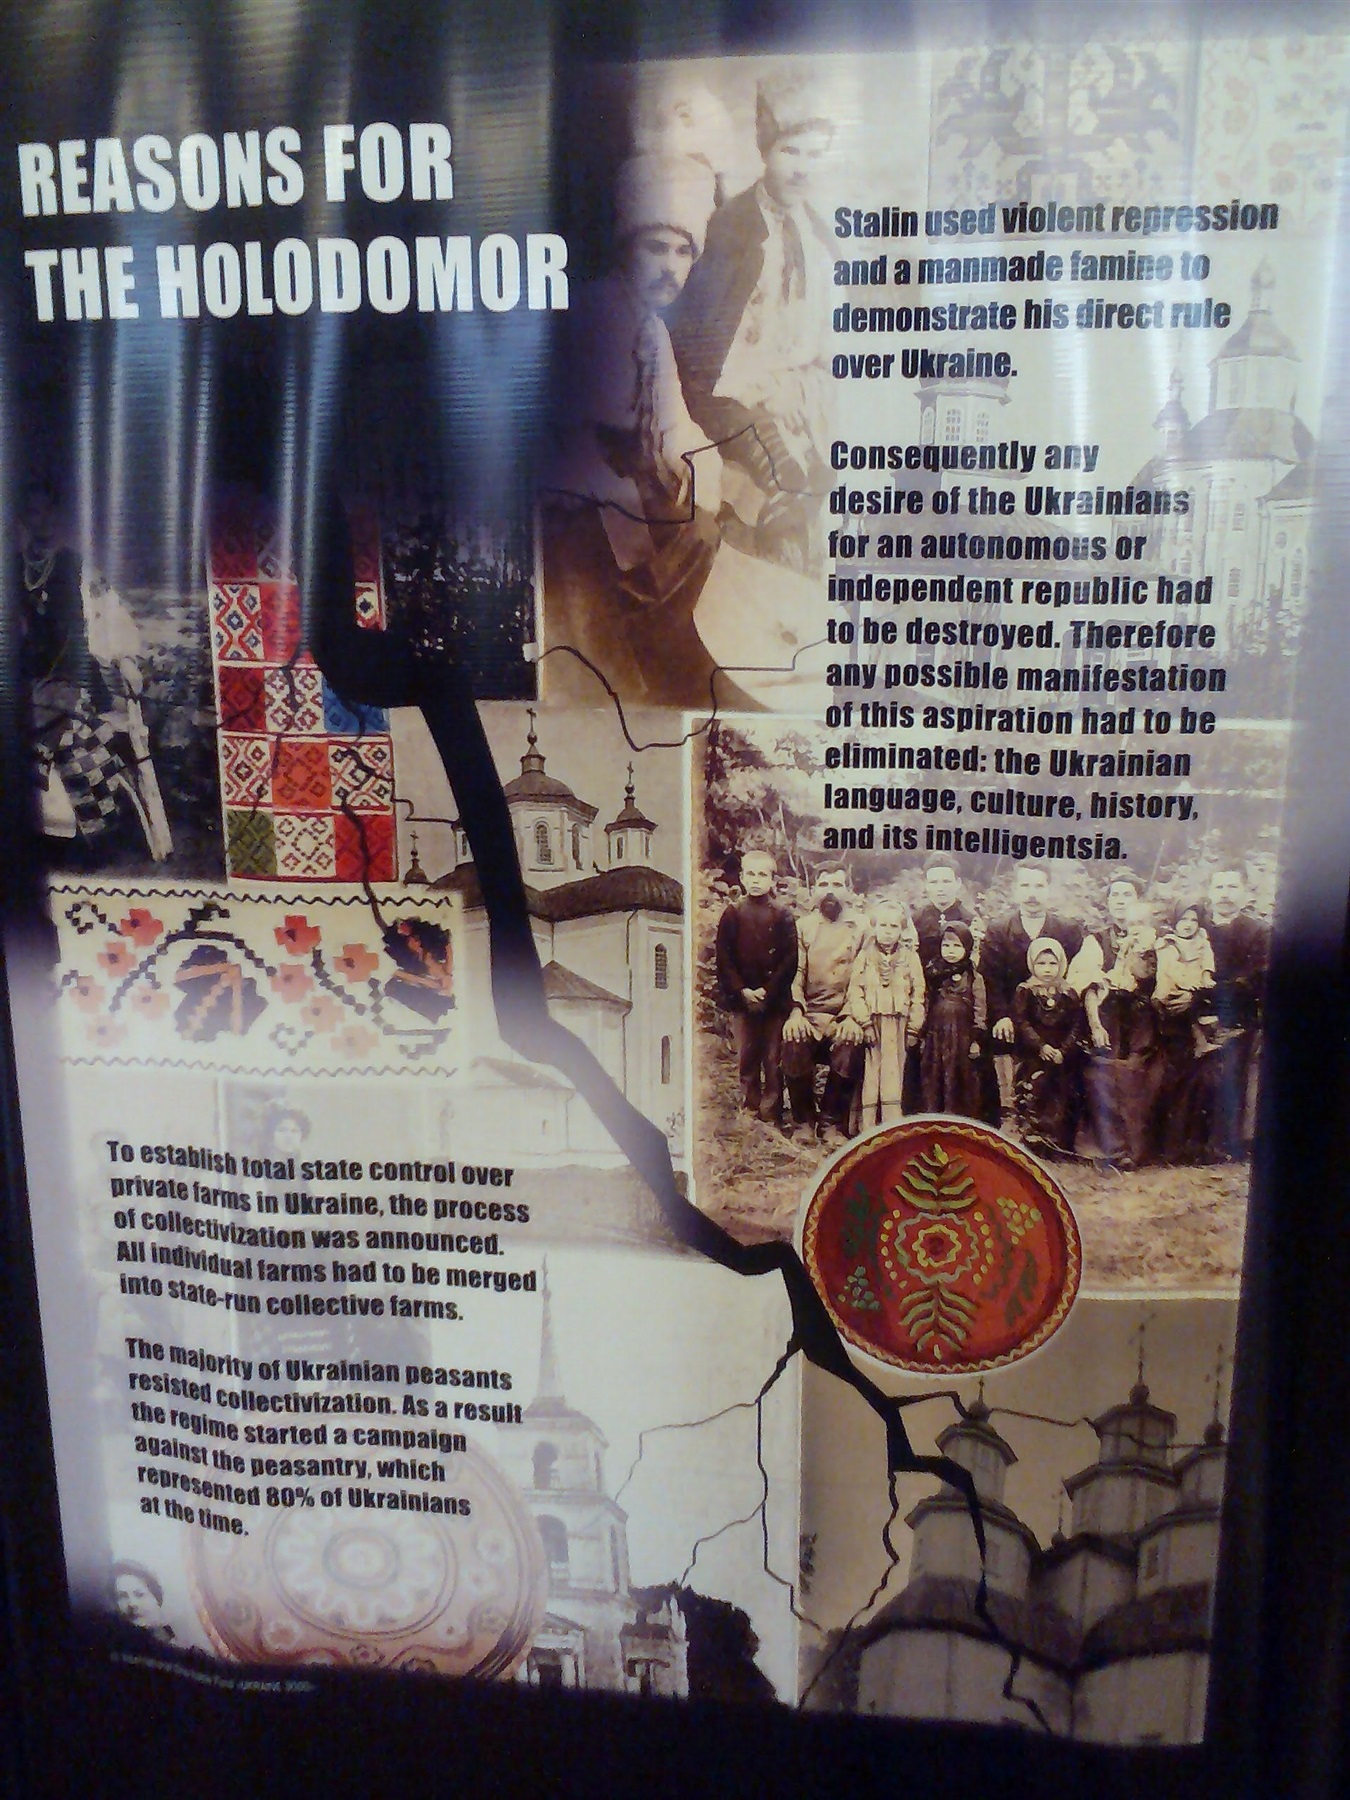 REASONS FOR
THE HOLODOMOR
Stalin used violent repression
and a manmade famine to
demonstrate his direct rule
over Ukraine.
Consequently any
desire of the Ukrainians
for an autonomous or
independent republic had
to be destroyed. Therefore
any possible manifestation
of this aspiration had to be
eliminated: the Ukrainian
language, culture, history,
and its intelligentsia.
To establish total state control over
private farms in Ukraine, the process
of collectivization was announced.
All individual farms had to be merged
into state-run collective farms.
The majority of Ukrainian peasants
resisted collectivization. As a result
the regime started a campaign
against the peasantry, which
represented 80% of Ukrainians
at the time.